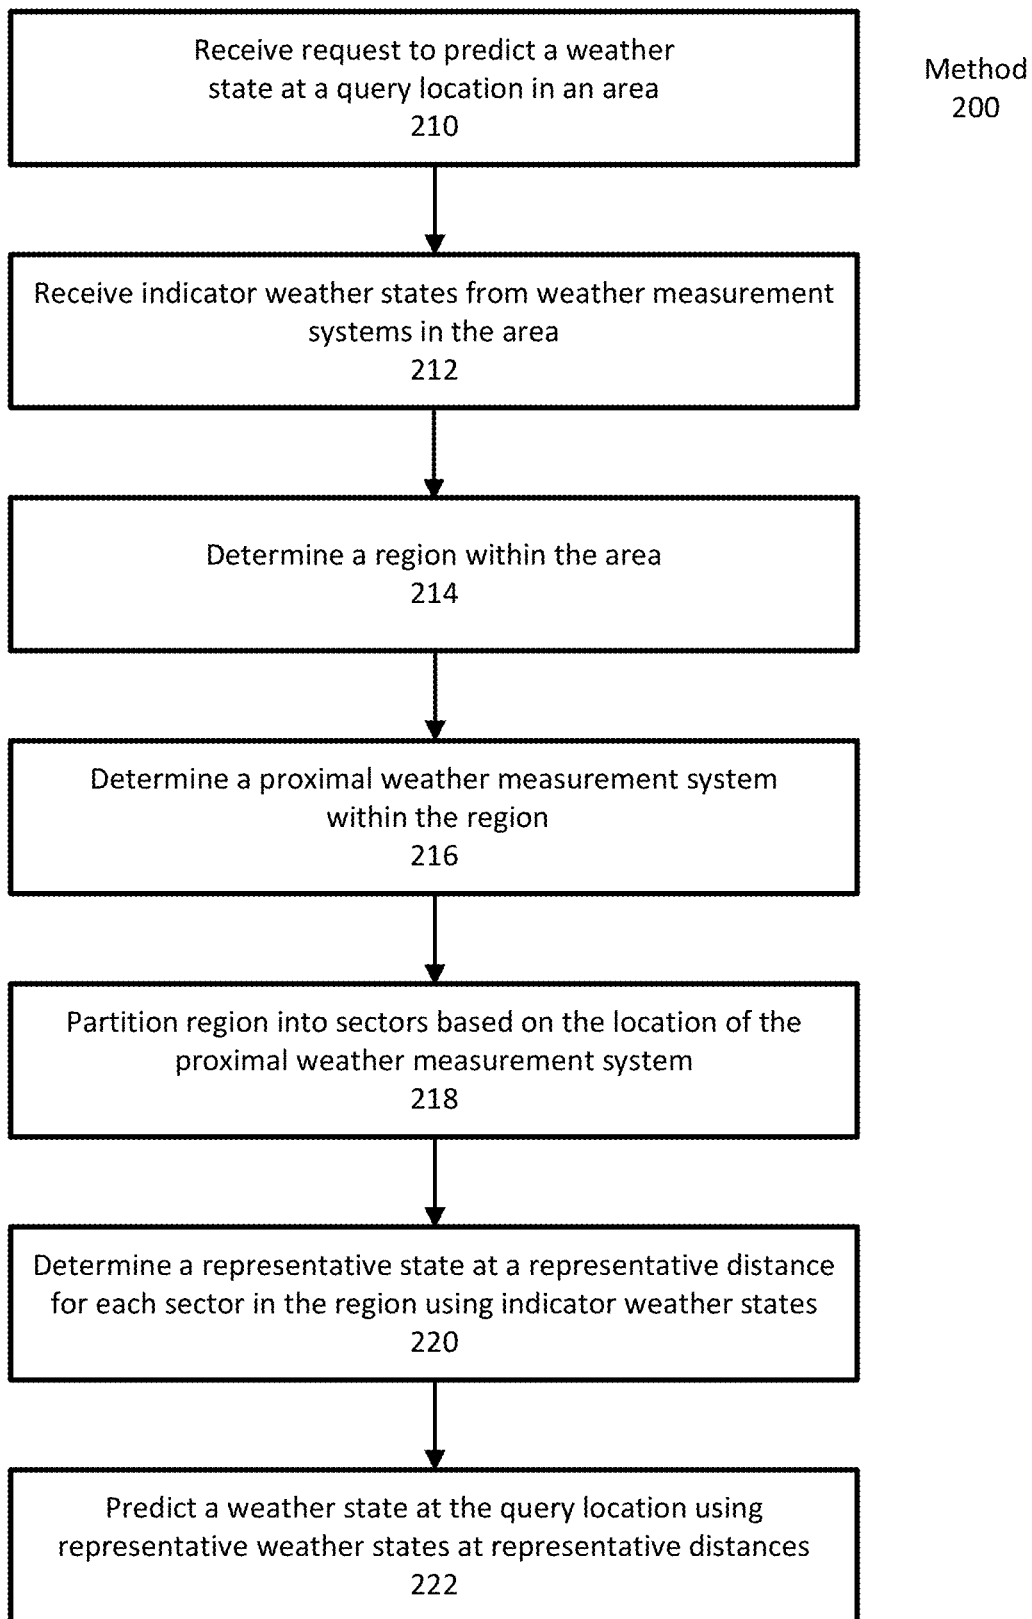 Receive request to predict a weather
state at a query location in an area
210
Method
200
Receive indicator weather states from weather measurement
systems in the area
212
Determine a region within the area
214
Determine a proximal weather measurement system
within the region
216
Partition region into sectors based on the location of the
proximal weather measurement system
218
Determine a representative state at a representative distance
for each sector in the region using indicator weather states
220
Predict a weather state at the query location using
representative weather states at representative distances
222